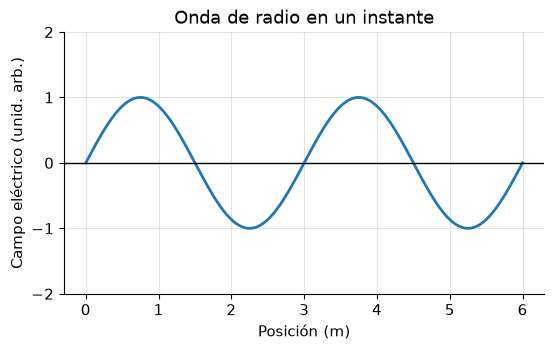 Onda de radio en un instante
Campo eléctrico (unid. arb.)
2
1
0
−1
−2
0 1 2 3 4 5 6
Posición (m)